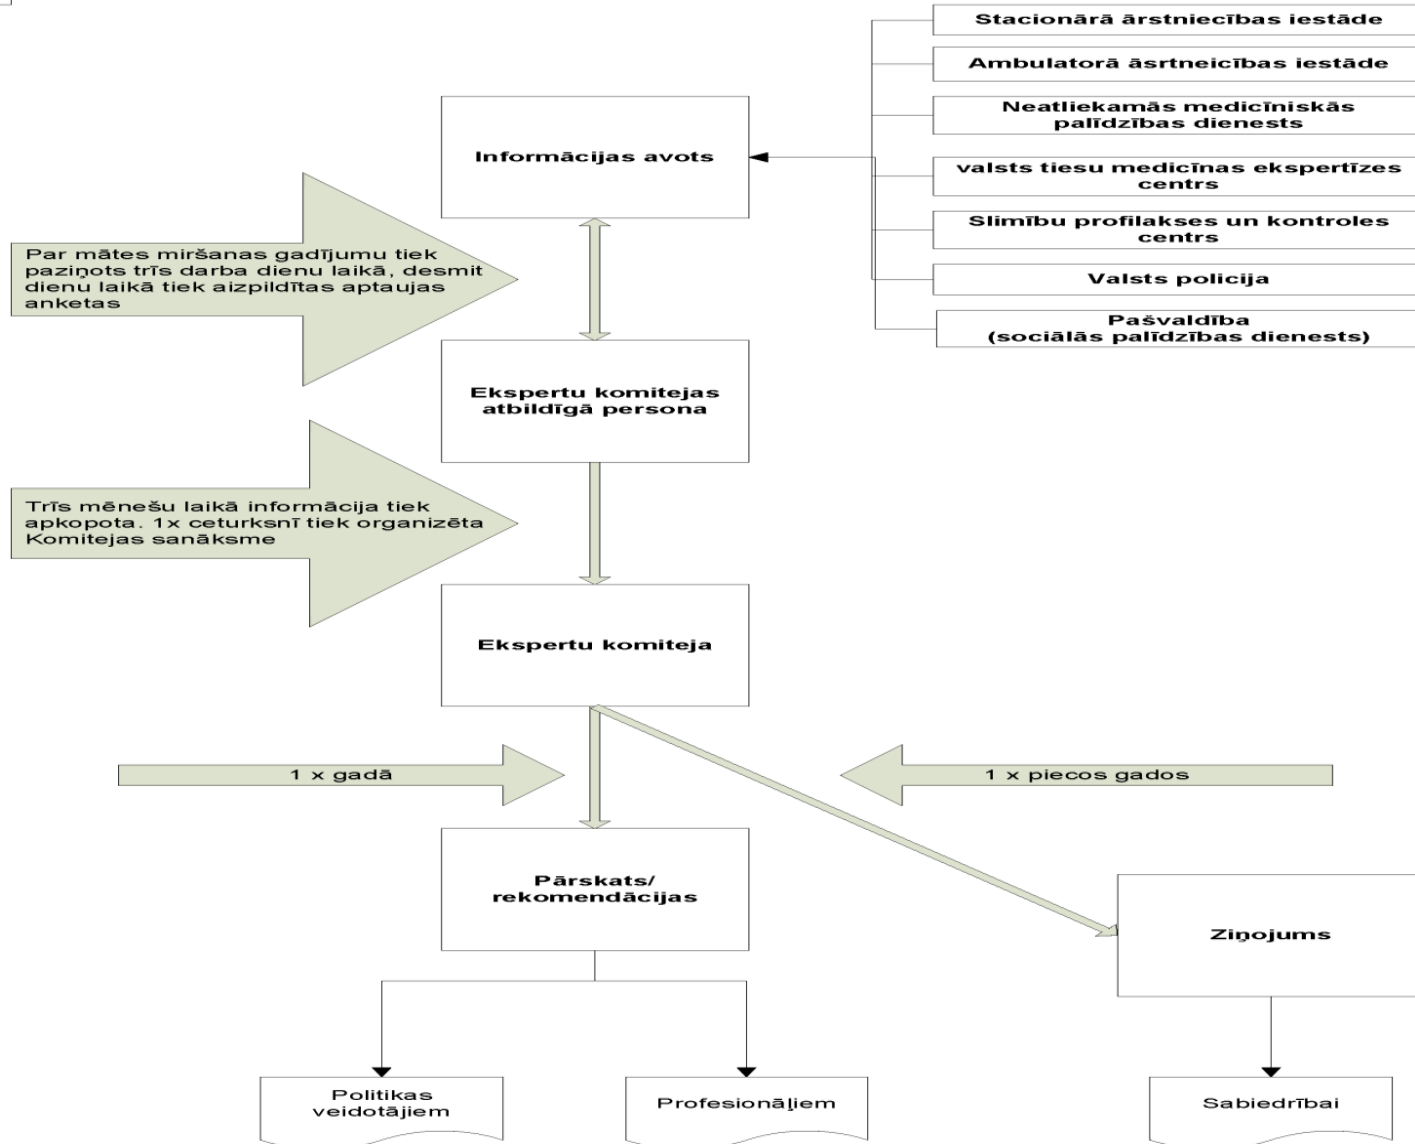 Stacionārā ārstniecības iestāde
Ambulatorā āsrtneicības iestāde
Neatliekamās medicīniskās
palīdzības dienests
valsts tiesu medicīnas ekspertīzes
centrs
Slimību profilakses un kontroles
centrs
Valsts policija
Pašvaldība
(sociālās palīdzības dienests)
Informācijas avots
Par mātes miršanas gadījumu tiek
paziņots trīs darba dienu laikā, desmit
dienu laikā tiek aizpildītas aptaujas
anketas
Ekspertu komitejas
atbildīgā persona
Trīs mēnešu laikā informācija tiek
apkopota. 1x ceturksnī tiek organizēta
Komitejas sanāksme
Ekspertu komiteja
1 x gadā
1 x piecos gados
Pārskats/
rekomendācijas
Ziņojums
Politikas
veidotājiem
Profesionāļiem
Sabiedrībai